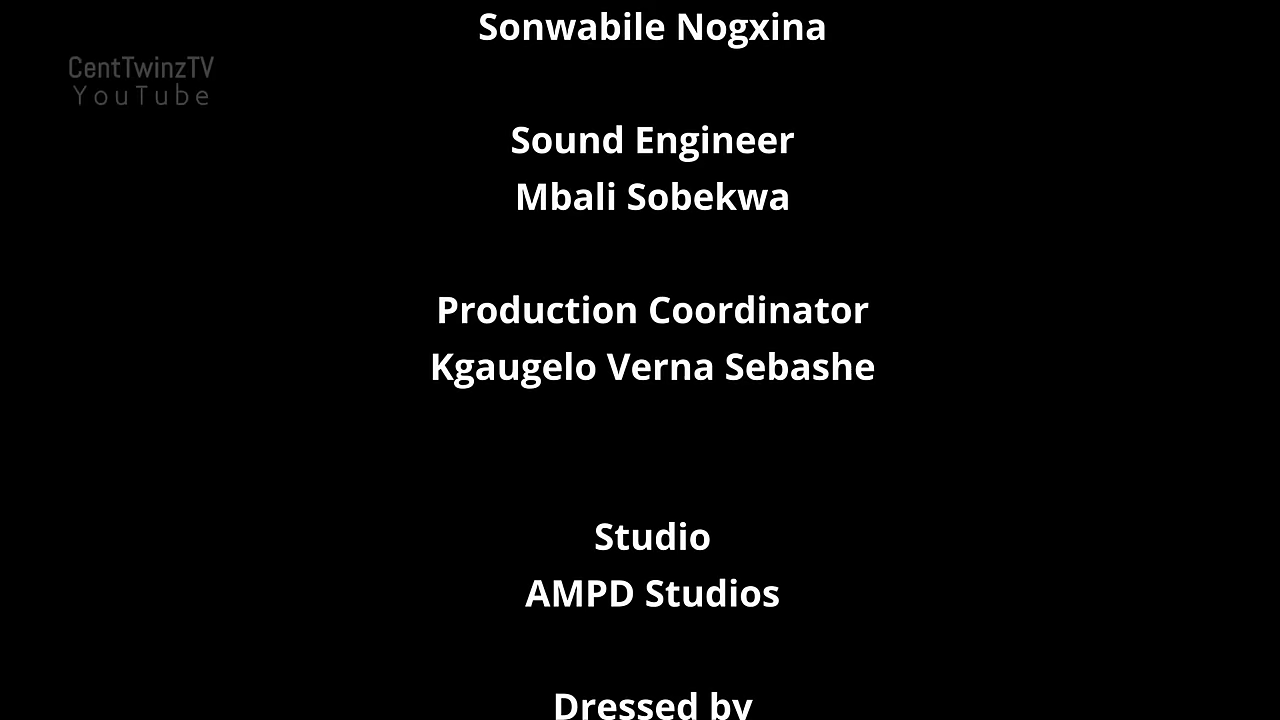 Sonwabile Nogxina
CentTwinzTV
YouTube
Sound Engineer
Mbali Sobekwa
Production Coordinator
Kgaugelo Verna Sebashe
Studio
AMPD Studios
Dressed by